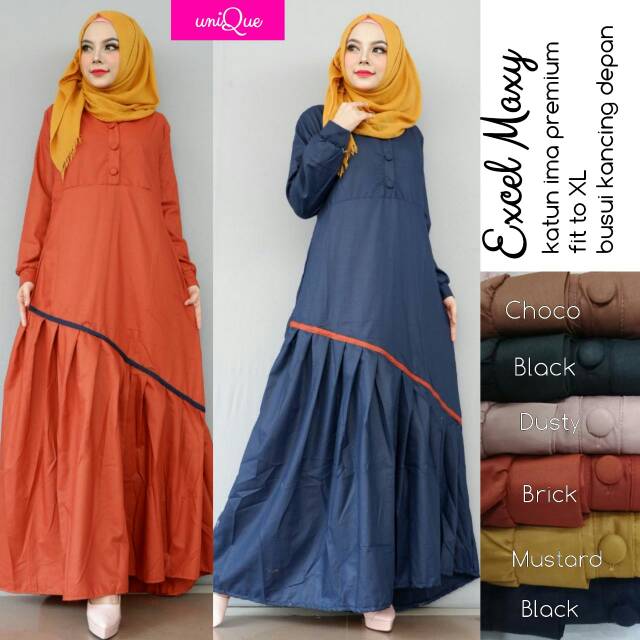 uniQue
Excel Maxy
katun ima premium
fit to XL
busui kancing depan
Choco
Black
Dusty
Brick
Mustard
Black